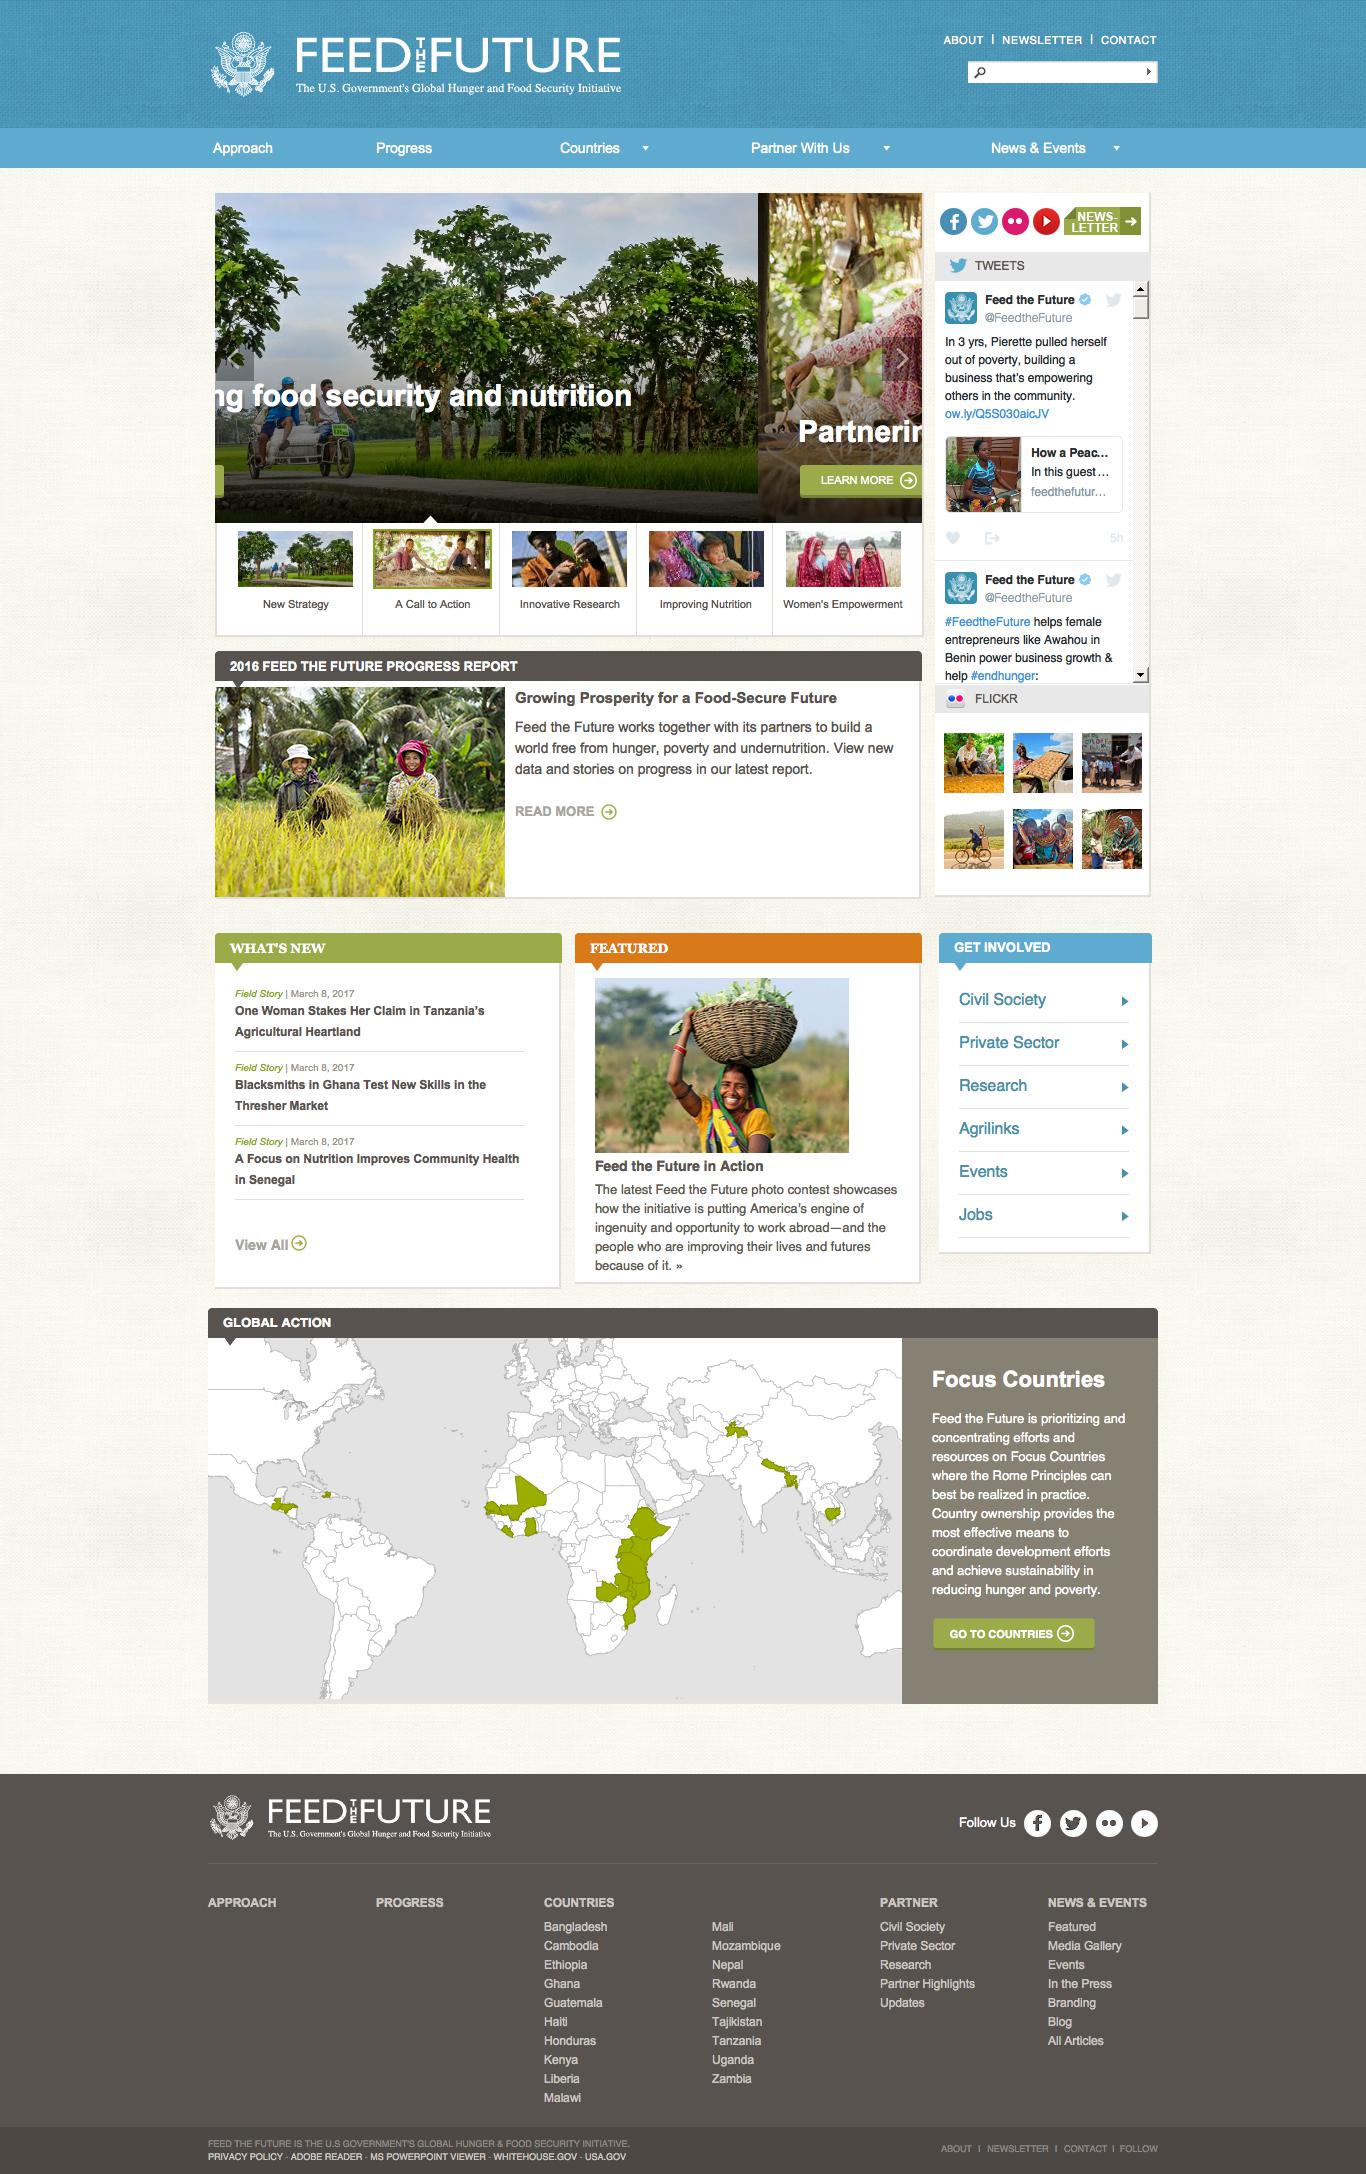 FEED THE FUTURE
The U.S. Government's Global Hunger and Food Security Initiative
ABOUT | NEWSLETTER | CONTACT
Approach
Progress
Countries
Partner With Us
News & Events
ng food security and nutrition
Partnerin
LEARN MORE
New Strategy
A Call to Action
Innovative Research
Improving Nutrition
Women's Empowerment
NEWS-
LETTER
TWEETS
Feed the Future
@FeedtheFuture
In 3 yrs, Pierette pulled herself
out of poverty, building a
business that's empowering
others in the community.
ow.ly/Q5S030aicJV
How a Peac...
In this guest...
feedthefutur...
5h
Feed the Future
@FeedtheFuture
#FeedtheFuture helps female
entrepreneurs like Awahou in
Benin power business growth &
help #endhunger:
FLICKR
2016 FEED THE FUTURE PROGRESS REPORT
Growing Prosperity for a Food-Secure Future
Feed the Future works together with its partners to build a
world free from hunger, poverty and undernutrition. View new
data and stories on progress in our latest report.
READ MORE
WHAT'S NEW
Field Story | March 8, 2017
One Woman Stakes Her Claim in Tanzania's
Agricultural Heartland
Field Story | March 8, 2017
Blacksmiths in Ghana Test New Skills in the
Thresher Market
Field Story | March 8, 2017
A Focus on Nutrition Improves Community Health
in Senegal
View All
FEATURED
Feed the Future in Action
The latest Feed the Future photo contest showcases
how the initiative is putting America's engine of
ingenuity and opportunity to work abroad—and the
people who are improving their lives and futures
because of it. »
GET INVOLVED
Civil Society
Private Sector
Research
Agrilinks
Events
Jobs
GLOBAL ACTION
Focus Countries
Feed the Future is prioritizing and
concentrating efforts and
resources on Focus Countries
where the Rome Principles can
best be realized in practice.
Country ownership provides the
most effective means to
coordinate development efforts
and achieve sustainability in
reducing hunger and poverty.
GO TO COUNTRIES
FEED THE FUTURE
The U.S. Government's Global Hunger and Food Security Initiative
Follow Us
APPROACH
PROGRESS
COUNTRIES
Bangladesh
Cambodia
Ethiopia
Ghana
Guatemala
Haiti
Honduras
Kenya
Liberia
Malawi
Mali
Mozambique
Nepal
Rwanda
Senegal
Tajikistan
Tanzania
Uganda
Zambia
PARTNER
Civil Society
Private Sector
Research
Partner Highlights
Updates
NEWS & EVENTS
Featured
Media Gallery
Events
In the Press
Branding
Blog
All Articles
FEED THE FUTURE IS THE U.S GOVERNMENT'S GLOBAL HUNGER & FOOD SECURITY INITIATIVE.
PRIVACY POLICY - ADOBE READER - MS POWERPOINT VIEWER - WHITEHOUSE.GOV - USA.GOV
ABOUT | NEWSLETTER | CONTACT | FOLLOW